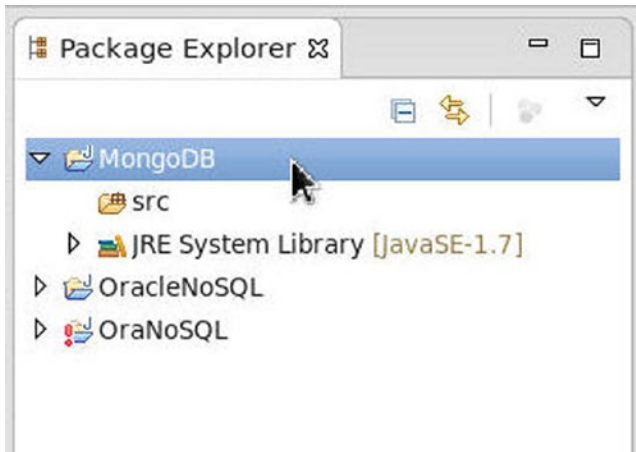 Package Explorer
MongoDB
src
JRE System Library [JavaSE-1.7]
OracleNoSQL
OraNoSQL